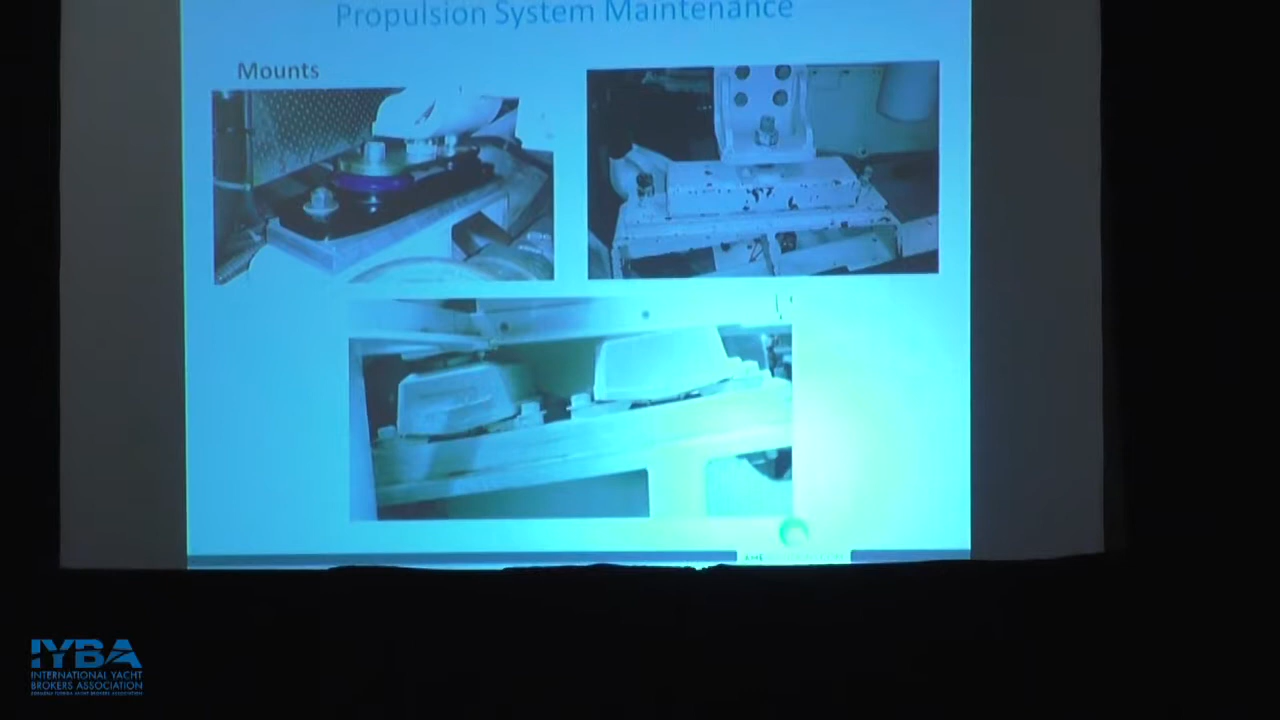 Propulsion System Maintenance
Mounts
IYBA
INTERNATIONAL YACHT
BROKERS ASSOCIATION